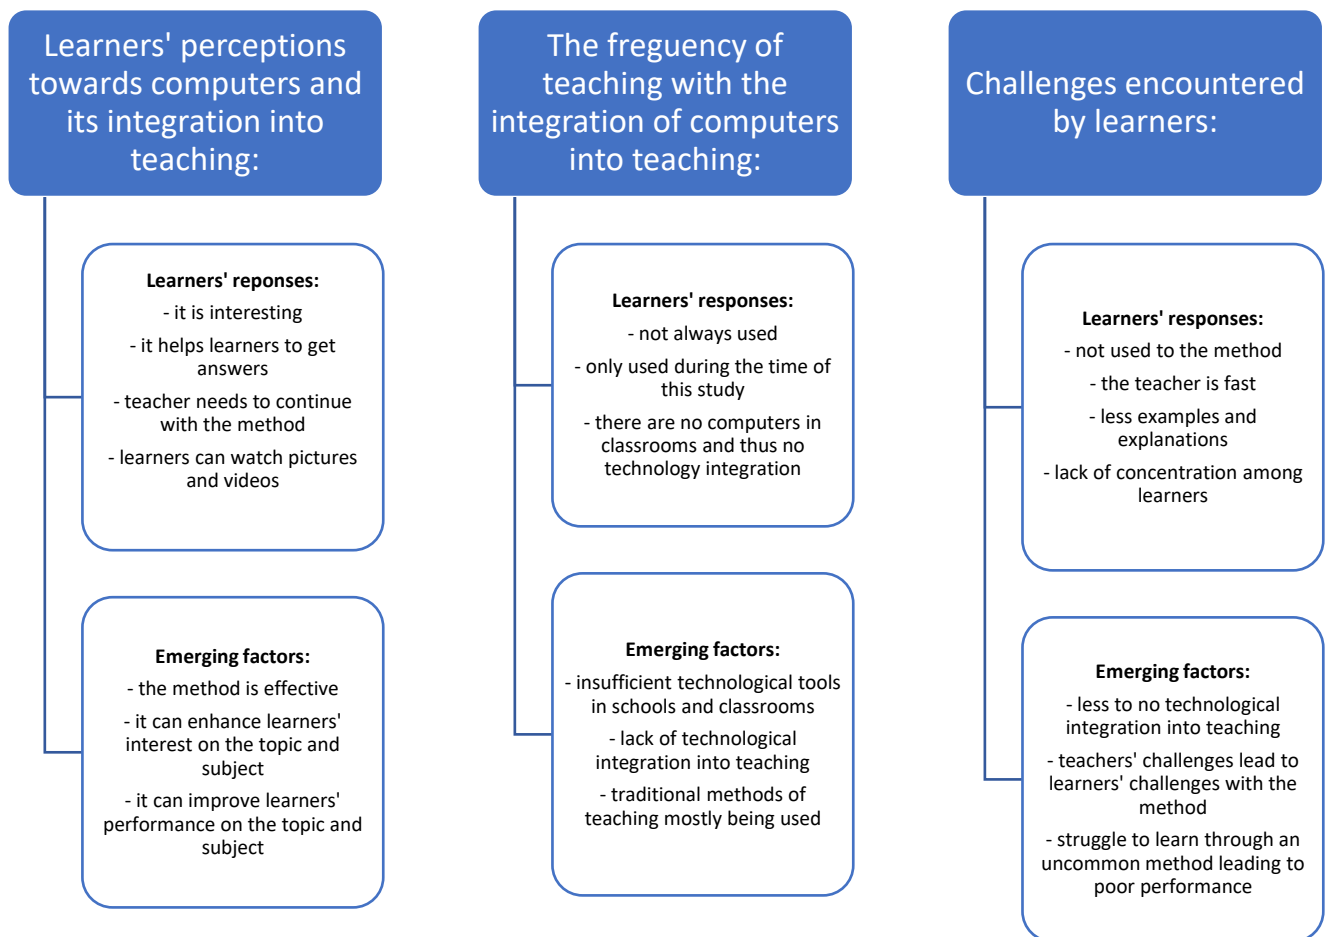 Learners' perceptions
towards computers and
its integration into
teaching:
Learners' reponses:
- it is interesting
- it helps learners to get
answers
- teacher needs to continue
with the method
- learners can watch pictures
and videos
Emerging factors:
- the method is effective
- it can enhance learners'
interest on the topic and
subject
- it can improve learners'
performance on the topic and
subject
The freguency of
teaching with the
integration of computers
into teaching:
Learners' responses:
- not always used
- only used during the time of
this study
- there are no computers in
classrooms and thus no
technology integration
Emerging factors:
- insufficient technological tools
in schools and classrooms
- lack of technological
integration into teaching
- traditional methods of
teaching mostly being used
Challenges encountered
by learners:
Learners' responses:
- not used to the method
- the teacher is fast
- less examples and
explanations
- lack of concentration among
learners
Emerging factors:
- less to no technological
integration into teaching
- teachers' challenges lead to
learners' challenges with the
method
- struggle to learn through an
uncommon method leading to
poor performance